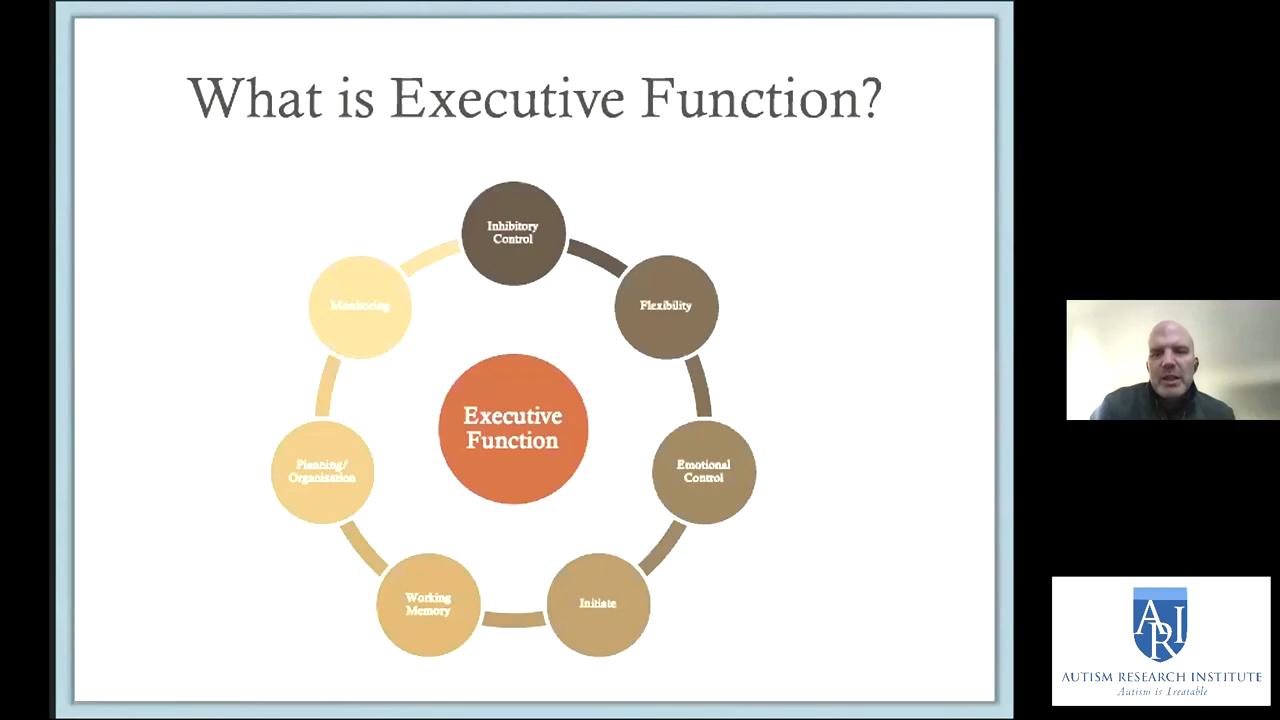 What is Executive Function?
Inhibitory
Control
Monitoring
Flexibility
Executive
Function
Planning/
Organization
Emotional
Control
Working
Memory
Initiate
ARI
AUTISM RESEARCH INSTITUTE
Autism is Treatable